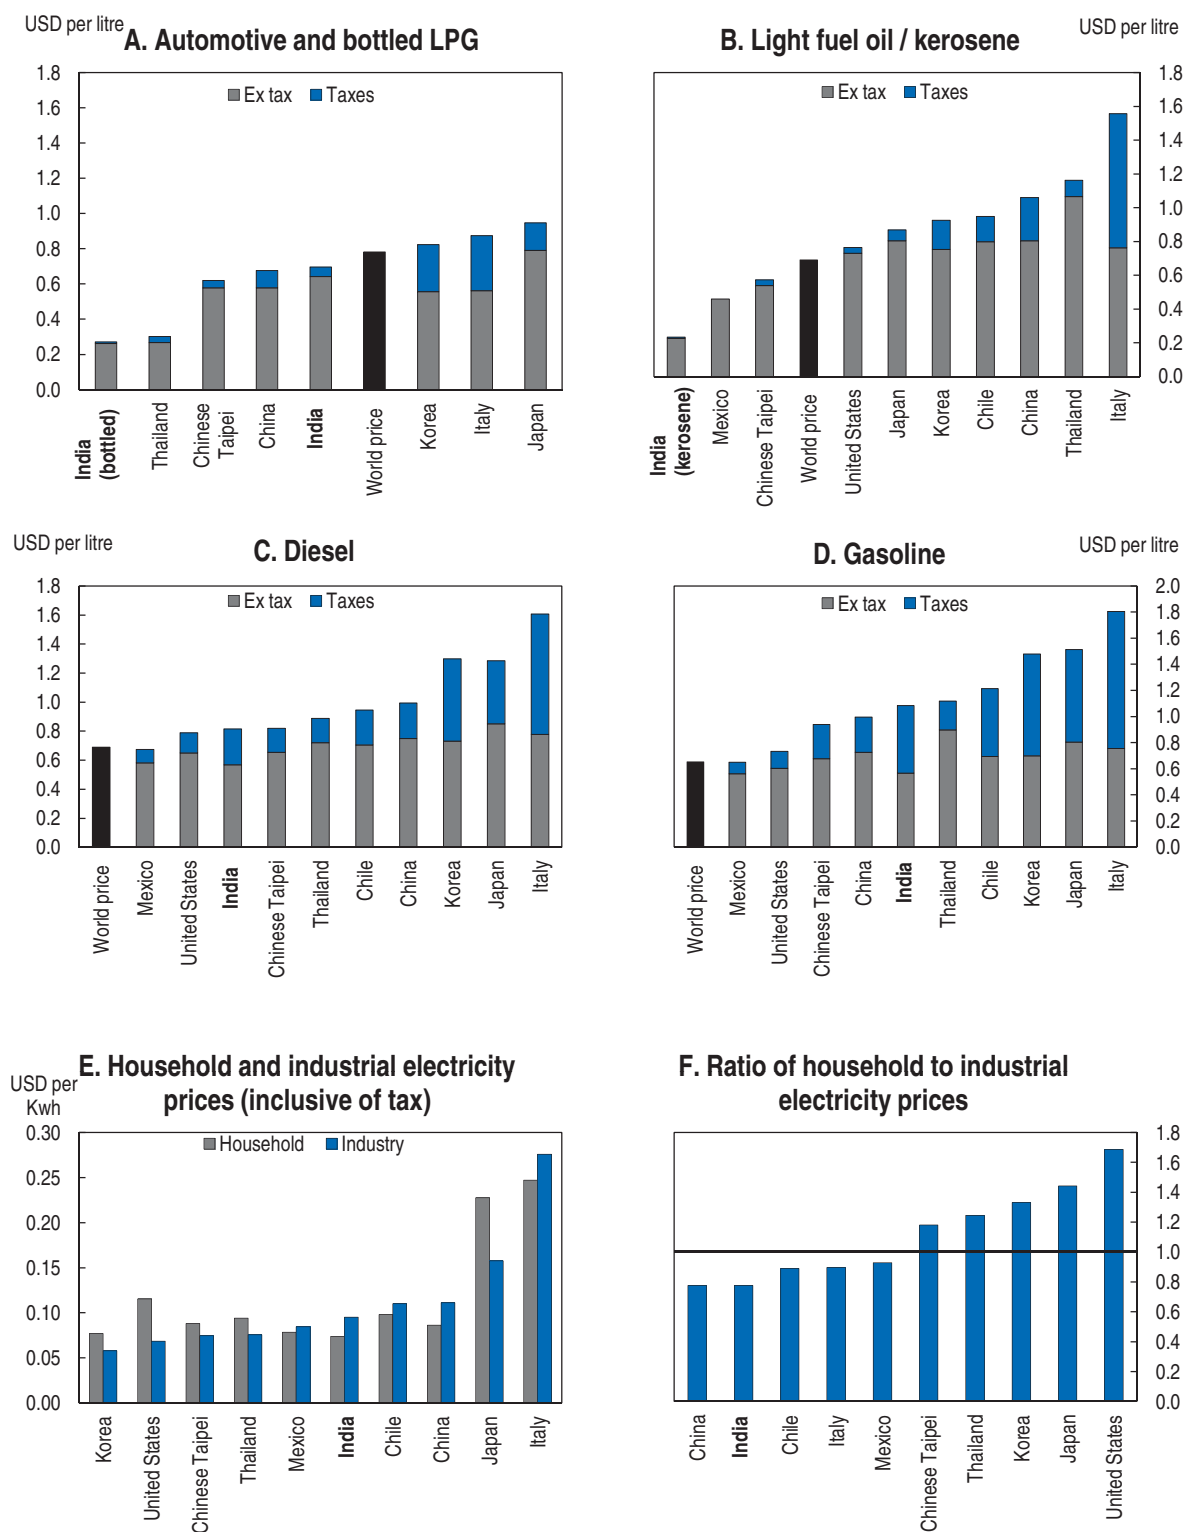 USD per litre
A. Automotive and bottled LPG
1.8
1.6
1.4
1.2
1.0
0.8
0.6
0.4
0.2
0.0
Ex tax Taxes
India
(bottled)
Thailand
Chinese
Taipei
China
India
World price
Korea
Italy
Japan
B. Light fuel oil / kerosene
USD per litre
Ex tax Taxes
1.8
1.6
1.4
1.2
1.0
0.8
0.6
0.4
0.2
0.0
India
(kerosene)
Mexico
Chinese Taipei
World price
United States
Japan
Korea
Chile
China
Thailand
Italy
USD per litre
C. Diesel
1.8
1.6
1.4
1.2
1.0
0.8
0.6
0.4
0.2
0.0
Ex tax Taxes
World price
Mexico
United States
India
Chinese Taipei
Thailand
Chile
China
Korea
Japan
Italy
D. Gasoline
USD per litre
Ex tax Taxes
2.0
1.8
1.6
1.4
1.2
1.0
0.8
0.6
0.4
0.2
0.0
World price
Mexico
United States
Chinese Taipei
China
India
Thailand
Chile
Korea
Japan
Italy
E. Household and industrial electricity
prices (inclusive of tax)
USD per
Kwh
0.30
0.25
0.20
0.15
0.10
0.05
0.00
Household Industry
Korea
United States
Chinese Taipei
Thailand
Mexico
India
Chile
China
Japan
Italy
F. Ratio of household to industrial
electricity prices
1.8
1.6
1.4
1.2
1.0
0.8
0.6
0.4
0.2
0.0
China
India
Chile
Italy
Mexico
Chinese Taipei
Thailand
Korea
Japan
United States